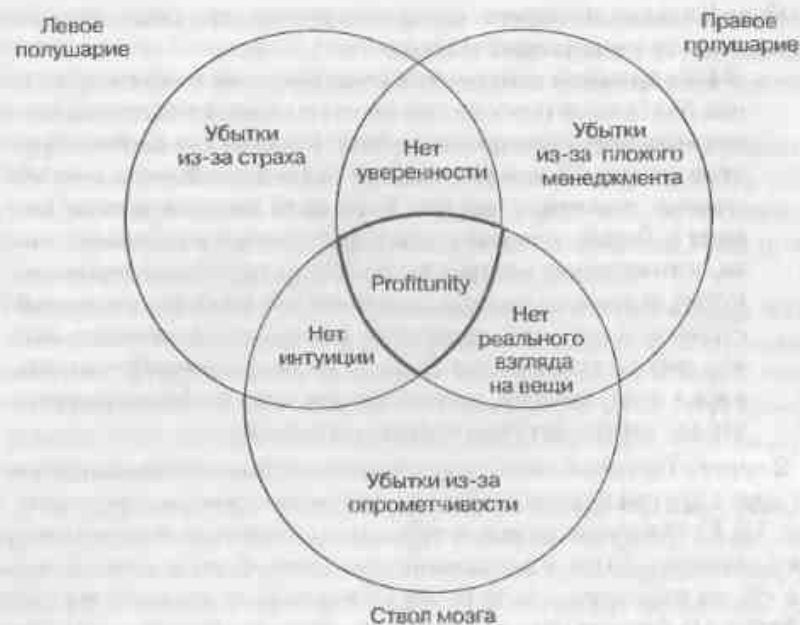 Левое
полушарие
Правое
полушарие
Убытки
из-за страха
Нет
уверенности
Убытки
из-за плохого
менеджмента
Profitunity
Нет
интуиции
Нет
реального
взгляда
на вещи
Убытки из-за
опрометчивости
Ствол мозга